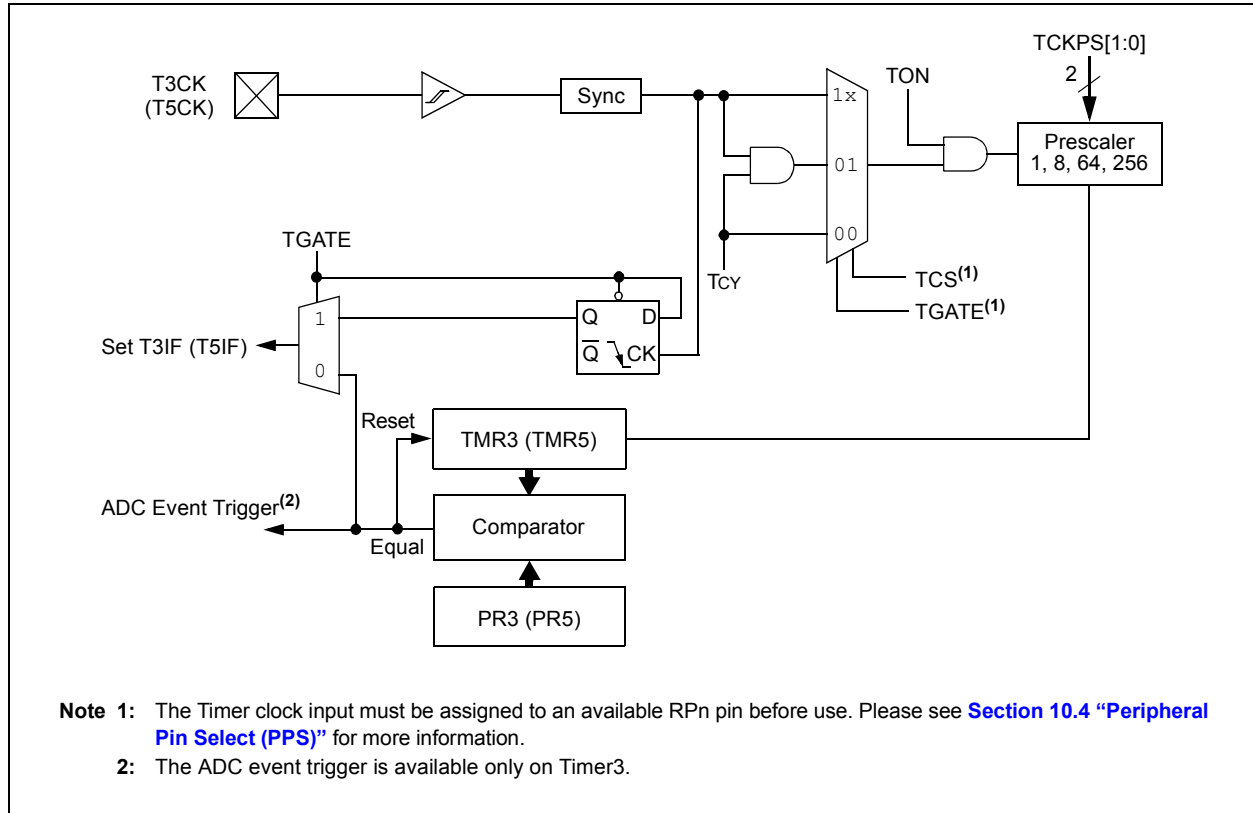 TCKPS[1:0]
2
T3CK
(T5CK)
Sync
1x
TON
Prescaler
1, 8, 64, 256
01
00
TGATE
TCY
TCS(1)
TGATE(1)
1
Q
D
Set T3IF (T5IF)
Q
CK
0
Reset
TMR3 (TMR5)
ADC Event Trigger(2)
Comparator
Equal
PR3 (PR5)
Note 1: The Timer clock input must be assigned to an available RPn pin before use. Please see Section 10.4 “Peripheral
Pin Select (PPS)” for more information.
2: The ADC event trigger is available only on Timer3.